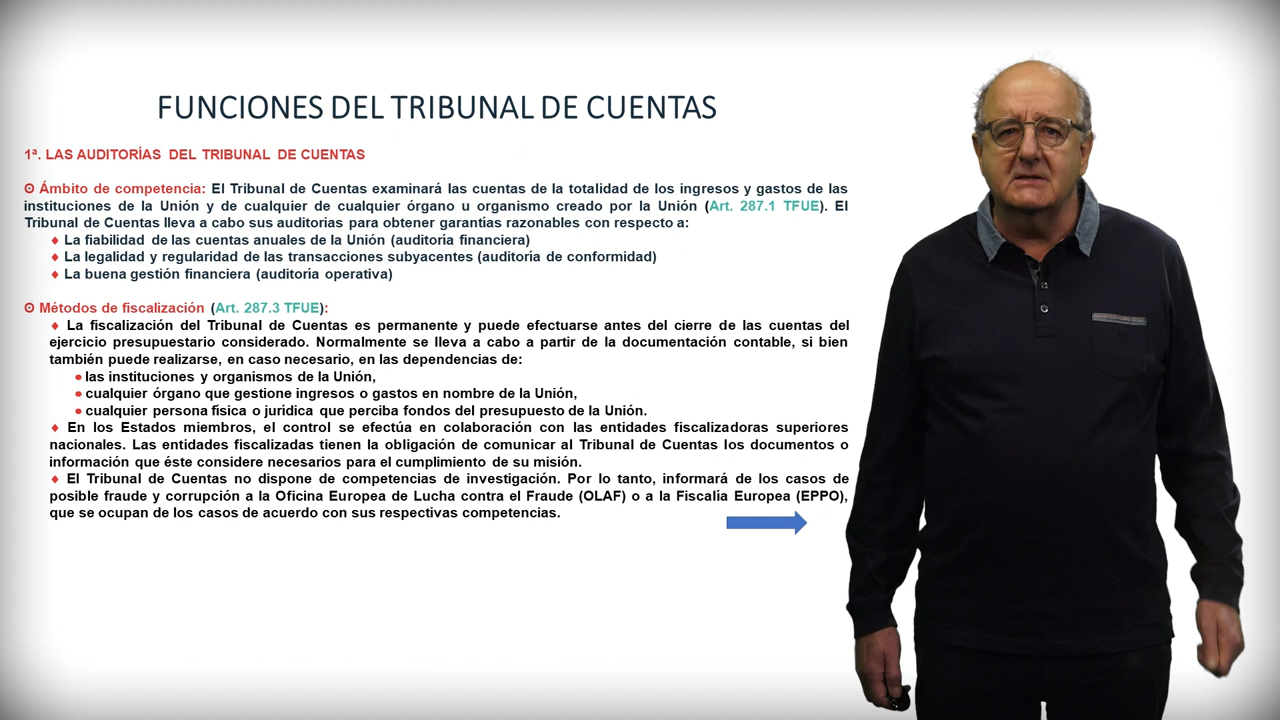 FUNCIONES DEL TRIBUNAL DE CUENTAS
1ª. LAS AUDITORÍAS DEL TRIBUNAL DE CUENTAS
ʘ Ámbito de competencia: El Tribunal de Cuentas examinará las cuentas de la totalidad de los ingresos y gastos de las
instituciones de la Unión y de cualquier de cualquier órgano u organismo creado por la Unión (Art. 287.1 TFUE). El
Tribunal de Cuentas lleva a cabo sus auditorias para obtener garantías razonables con respecto a:
♦ La fiabilidad de las cuentas anuales de la Unión (auditoría financiera)
♦ La legalidad y regularidad de las transacciones subyacentes (auditoría de conformidad)
♦ La buena gestión financiera (auditoria operativa)
ʘ Métodos de fiscalización (Art. 287.3 TFUE):
♦ La fiscalización del Tribunal de Cuentas es permanente y puede efectuarse antes del cierre de las cuentas del
ejercicio presupuestario considerado. Normalmente se lleva a cabo a partir de la documentación contable, si bien
también puede realizarse, en caso necesario, en las dependencias de:
● las instituciones y organismos de la Unión,
● cualquier órgano que gestione ingresos o gastos en nombre de la Unión,
● cualquier persona física o jurídica que perciba fondos del presupuesto de la Unión.
♦ En los Estados miembros, el control se efectúa en colaboración con las entidades fiscalizadoras superiores
nacionales. Las entidades fiscalizadas tienen la obligación de comunicar al Tribunal de Cuentas los documentos o
información que éste considere necesarios para el cumplimiento de su misión.
♦ El Tribunal de Cuentas no dispone de competencias de investigación. Por lo tanto, informará de los casos de
posible fraude y corrupción a la Oficina Europea de Lucha contra el Fraude (OLAF) o a la Fiscalía Europea (EPPO),
que se ocupan de los casos de acuerdo con sus respectivas competencias.